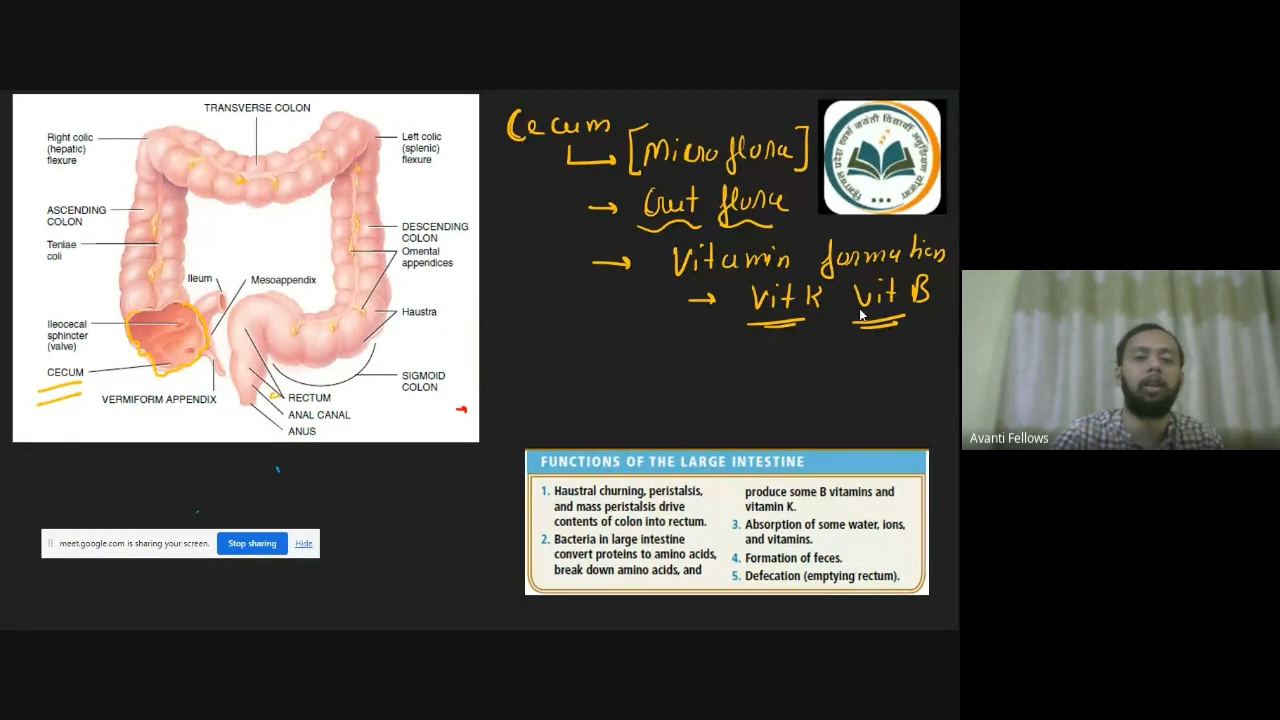 TRANSVERSE COLON
Right colic
(hepatic)
flexure
Left colic
(splenic)
flexure
ASCENDING
COLON
DESCENDING
COLON
Teniae
coli
Omental
appendices
Ileum
Mesoappendix
Haustra
Ileocecal
sphincter
(valve)
CECUM
SIGMOID
COLON
VERMIFORM APPENDIX
RECTUM
ANAL CANAL
ANUS
Cecum
[Microflora]
→ Gut flora
→ Vitamin formation
→ Vit K Vit B
FUNCTIONS OF THE LARGE INTESTINE
1. Haustral churning, peristalsis,
and mass peristalsis drive
contents of colon into rectum.
2. Bacteria in large intestine
convert proteins to amino acids,
break down amino acids, and
produce some B vitamins and
vitamin K.
3. Absorption of some water, ions,
and vitamins.
4. Formation of feces.
5. Defecation (emptying rectum).
meet.google.com is sharing your screen. Stop sharing Hide
Avanti Fellows